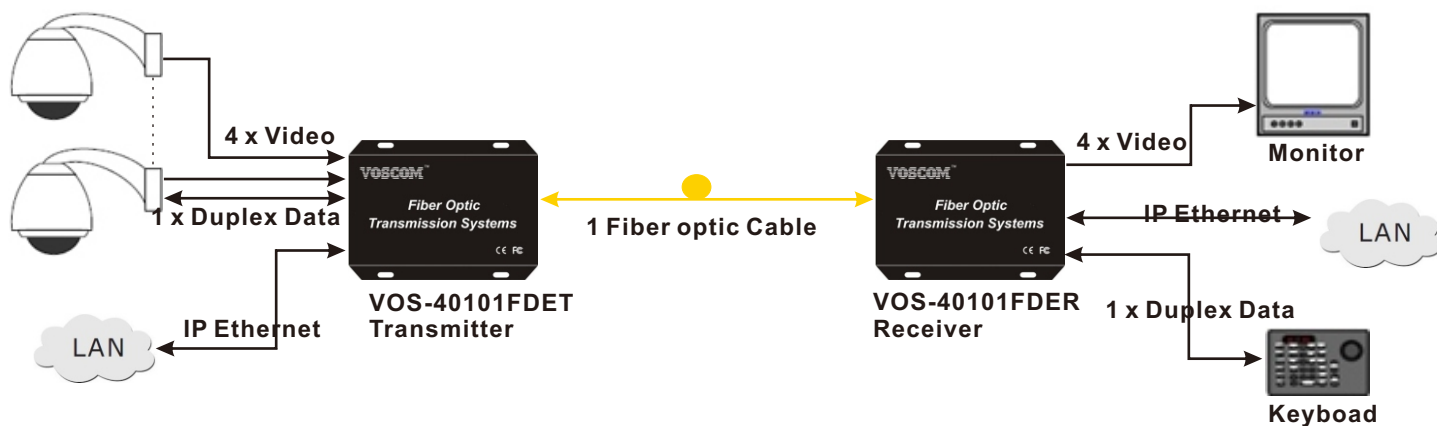 4 x Video
1 x Duplex Data
IP Ethernet
LAN
VOSCOM™
Fiber Optic
Transmission Systems
CE FC
VOS-40101FDET
Transmitter
1 Fiber optic Cable
VOSCOM™
Fiber Optic
Transmission Systems
CE FC
VOS-40101FDER
Receiver
4 x Video
Monitor
IP Ethernet
LAN
1 x Duplex Data
Keyboad